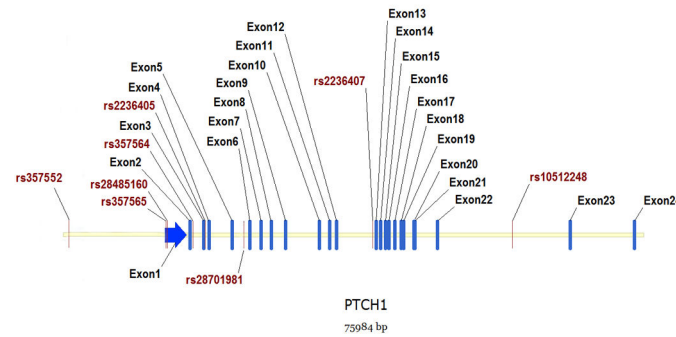 Exon12
Exon11
Exon10
Exon9
Exon8
Exon7
Exon6
Exon5
Exon4
rs2236405
Exon3
rs357564
Exon2
rs28485160
rs357565
rs357552
Exon1
rs28701981
rs2236407
Exon13
Exon14
Exon15
Exon16
Exon17
Exon18
Exon19
Exon20
Exon21
Exon22
rs10512248
Exon23
Exon2
PTCH1
75984 bp